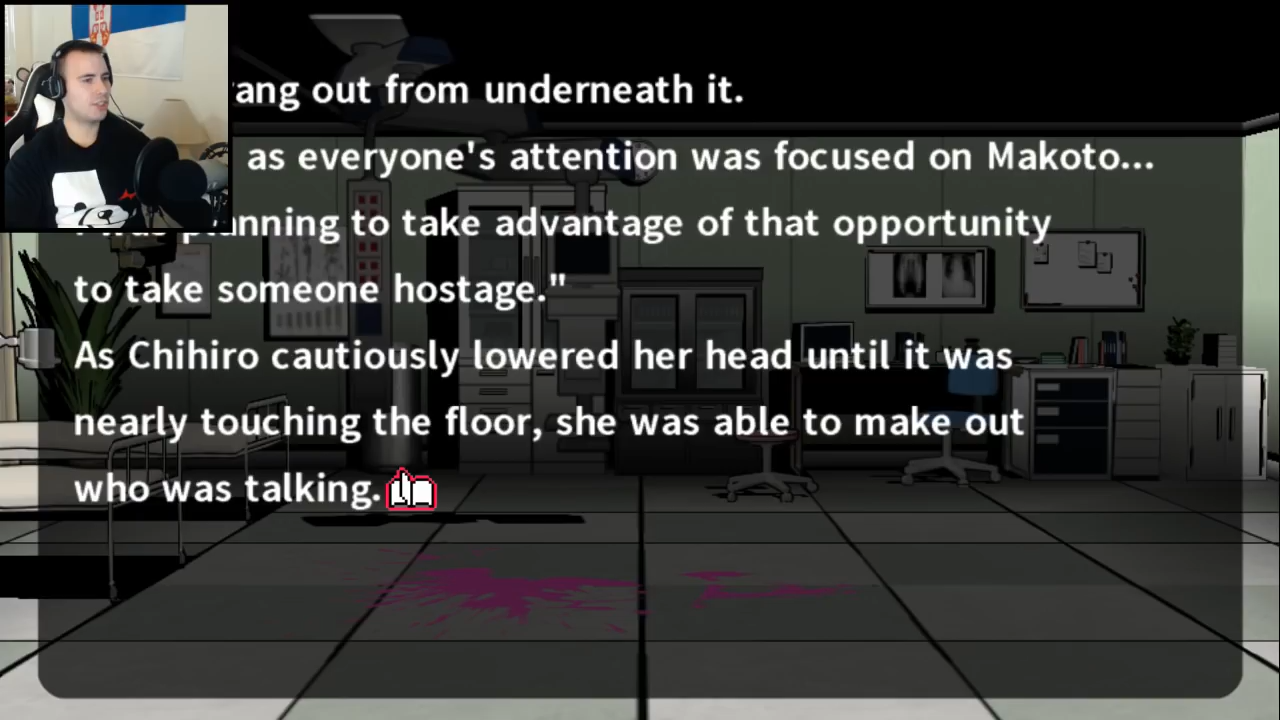 out from underneath it.
as everyone's attention was focused on Makoto...
to take advantage of that opportunity
to take someone hostage."
As Chihiro cautiously lowered her head until it was
nearly touching the floor, she was able to make out
who was talking.